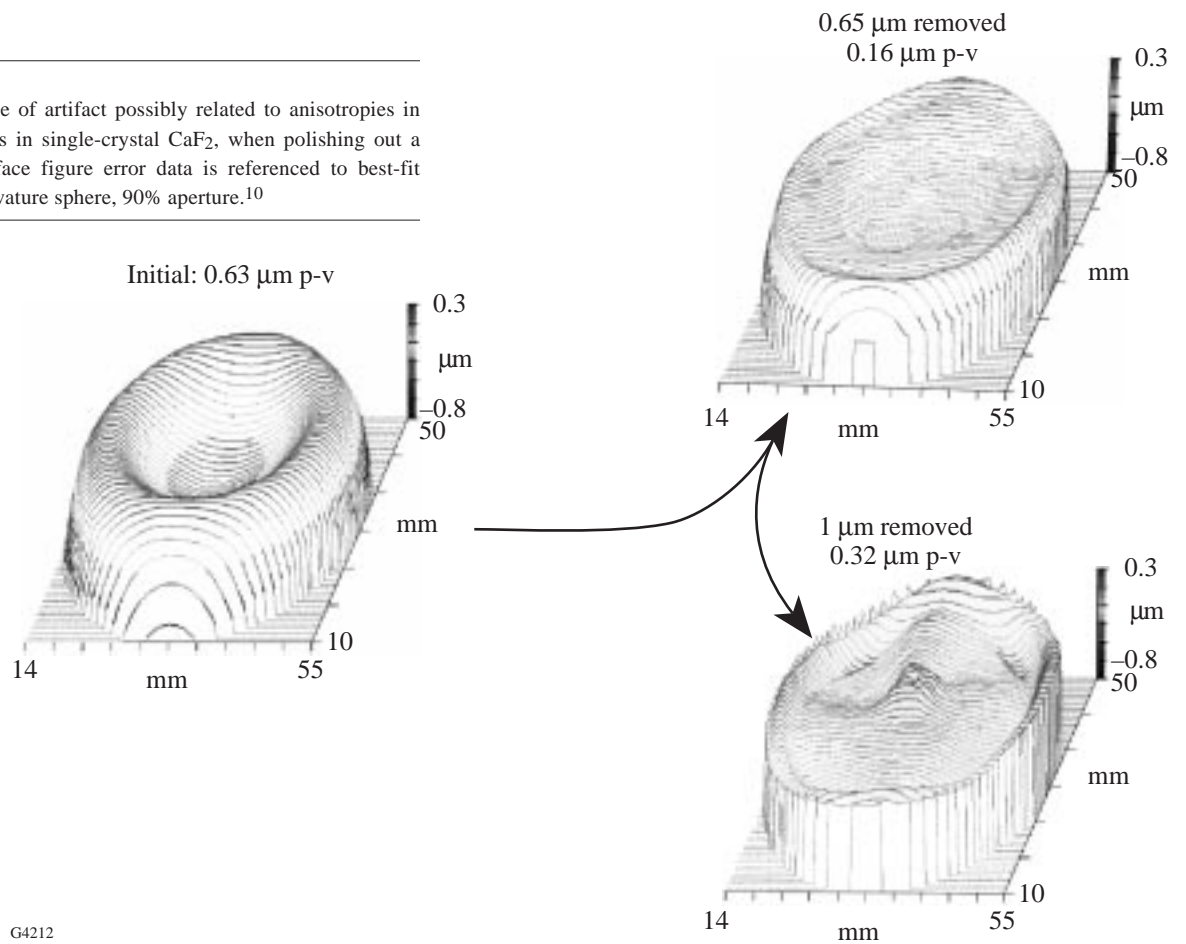 e of artifact possibly related to anisotropies in
s in single-crystal CaF2, when polishing out a
face figure error data is referenced to best-fit
vature sphere, 90% aperture.10
Initial: 0.63 μm p-v
0.3
μm
–0.8
50
mm
10
14
mm
55
0.65 μm removed
0.16 μm p-v
0.3
μm
–0.8
50
mm
10
14
mm
55
1 μm removed
0.32 μm p-v
0.3
μm
–0.8
50
mm
10
14
mm
55
G4212